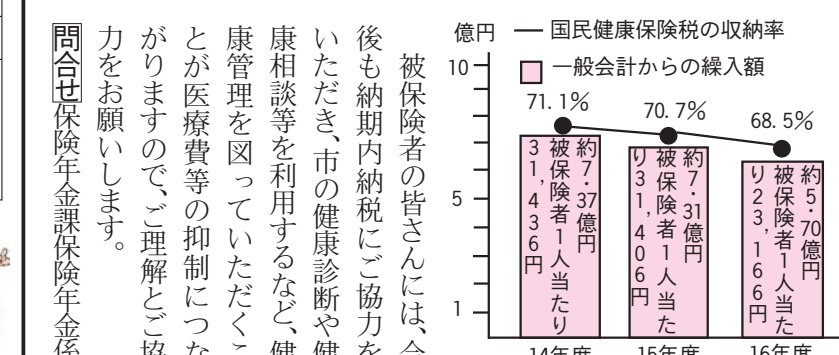 億円
国民健康保険税の収納率
一般会計からの繰入額
10
5
1
71.1%
70.7%
68.5%
約7・37億円
被保険者1人当たり
31,436円
約7・31億円
被保険者1人当た
り31,406円
約5・70億円
被保険者1人当た
り23,166円
14年度
15年度
16年度
被保険者の皆さんには、今
後も納期内納税にご協力を
いただき、市の健康診断や健
康相談等を利用するなど、健
康管理を図っていただくこ
とが医療費等の抑制につな
がりますので、ご理解とご協
力をお願いします。
問合せ保険年金課保険年金係